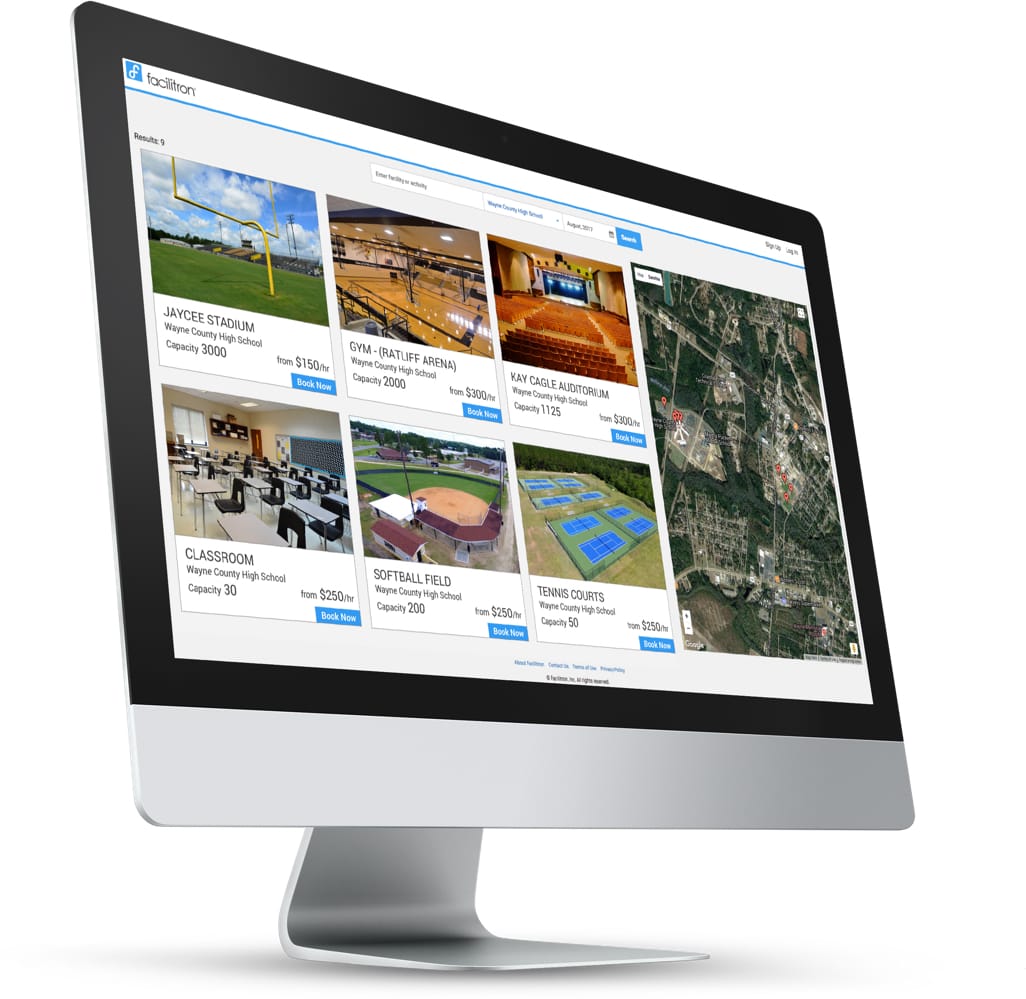 facilitron
Results: 9
Enter facility or activity
Wayne County High School
August, 2017
Search
Sign Up
Log In
JAYCEE STADIUM
Wayne County High School
Capacity 3000
from $150/hr
Book Now
GYM - (RATLIFF ARENA)
Wayne County High School
Capacity 2000
from $300/hr
Book Now
KAY CAGLE AUDITORIUM
Wayne County High School
Capacity 1125
from $300/hr
Book Now
CLASSROOM
Wayne County High School
Capacity 30
from $250/hr
Book Now
SOFTBALL FIELD
Wayne County High School
Capacity 200
from $250/hr
Book Now
TENNIS COURTS
Wayne County High School
Capacity 50
from $250/hr
Book Now
Map
Satellite
Google
About Facilitron Contact Us Terms of Use Privacy Policy
© Facilitron, Inc. All rights reserved.